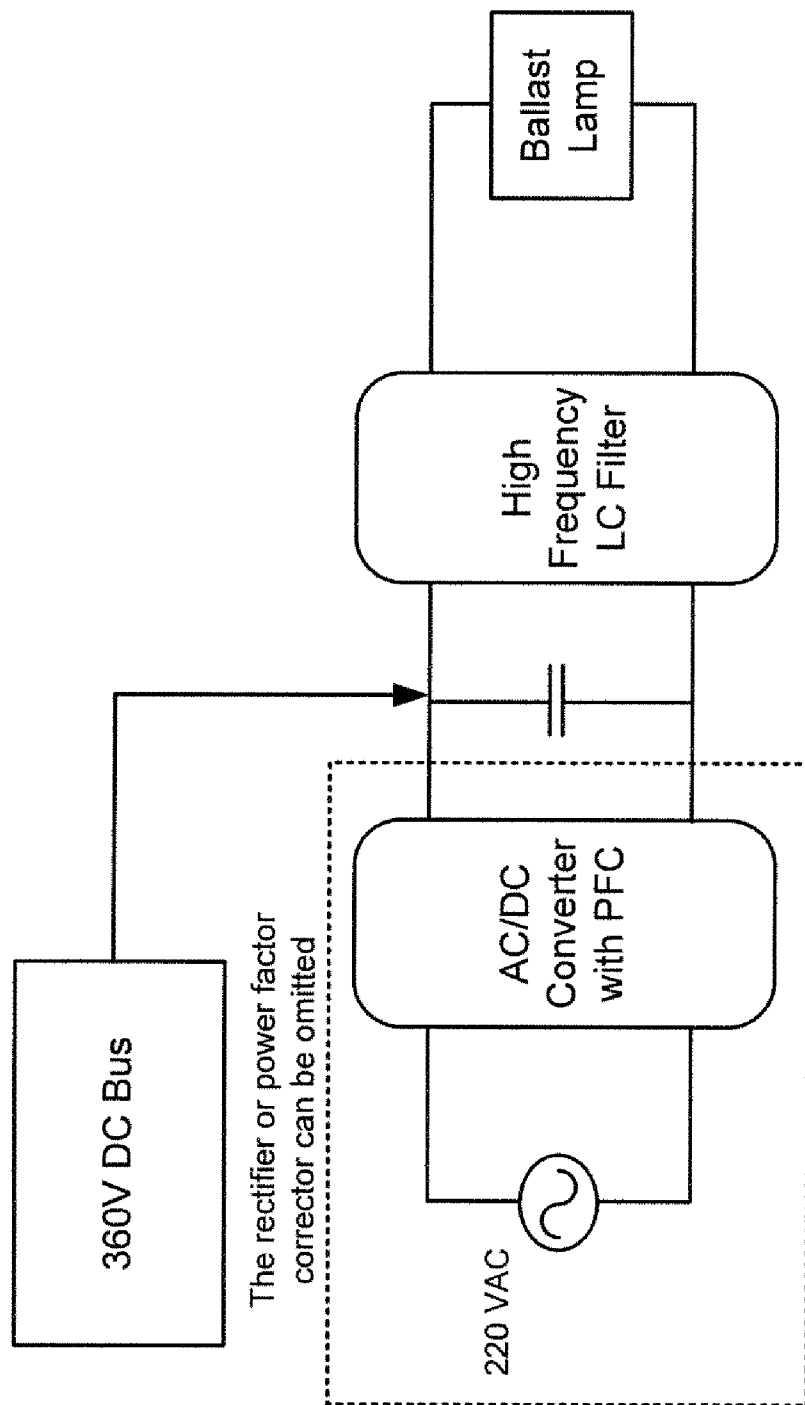 360V DC Bus
The rectifier or power factor
corrector can be omitted
220 VAC
AC/DC
Converter
with PFC
High
Frequency
LC Filter
Ballast
Lamp